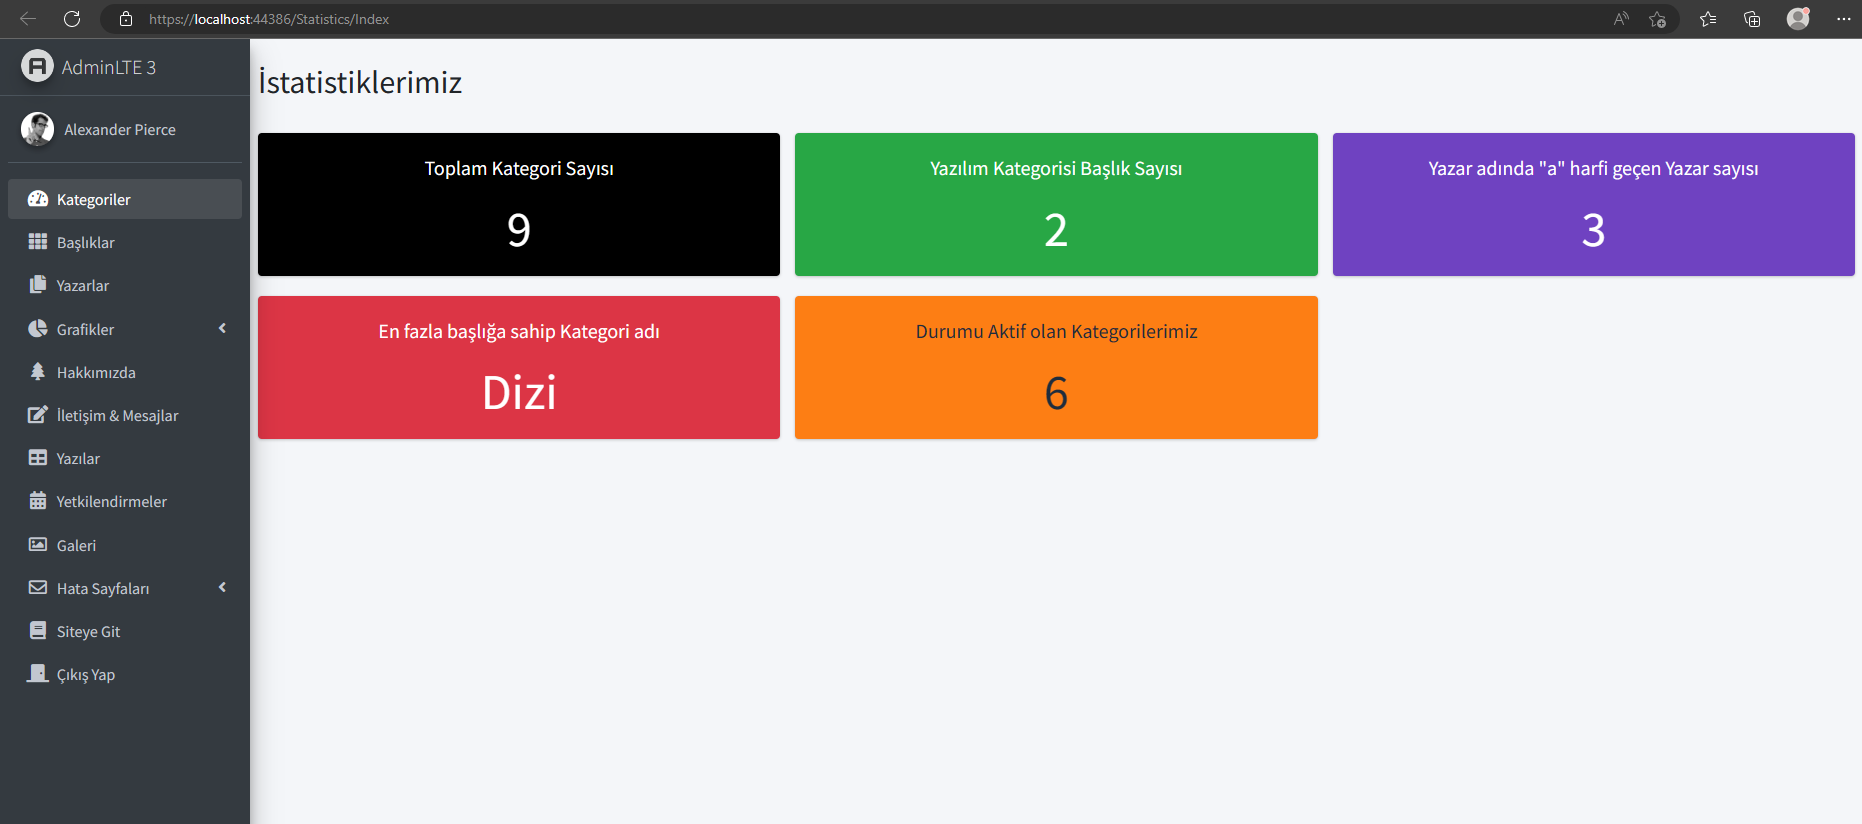 https://localhost:44386/Statistics/Index
AdminLTE 3
Alexander Pierce
Kategoriler
Başlıklar
Yazarlar
Grafikler
Hakkımızda
İletişim & Mesajlar
Yazılar
Yetkilendirmeler
Galeri
Hata Sayfaları
Siteye Git
Çıkış Yap
İstatistiklerimiz
Toplam Kategori Sayısı
9
Yazılım Kategorisi Başlık Sayısı
2
Yazar adında "a" harfi geçen Yazar sayısı
3
En fazla başlığa sahip Kategori adı
Dizi
Durumu Aktif olan Kategorilerimiz
6